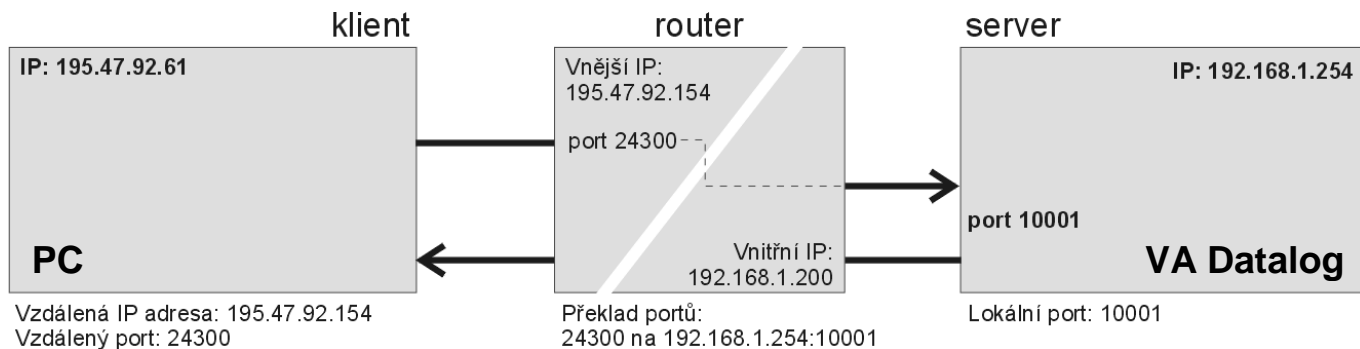 klient
router
server
IP: 195.47.92.61
Vnější IP:
195.47.92.154
IP: 192.168.1.254
port 24300
port 10001
PC
Vnitřní IP:
192.168.1.200
VA Datalog
Vzdálená IP adresa: 195.47.92.154
Vzdálený port: 24300
Překlad portů:
24300 na 192.168.1.254:10001
Lokální port: 10001